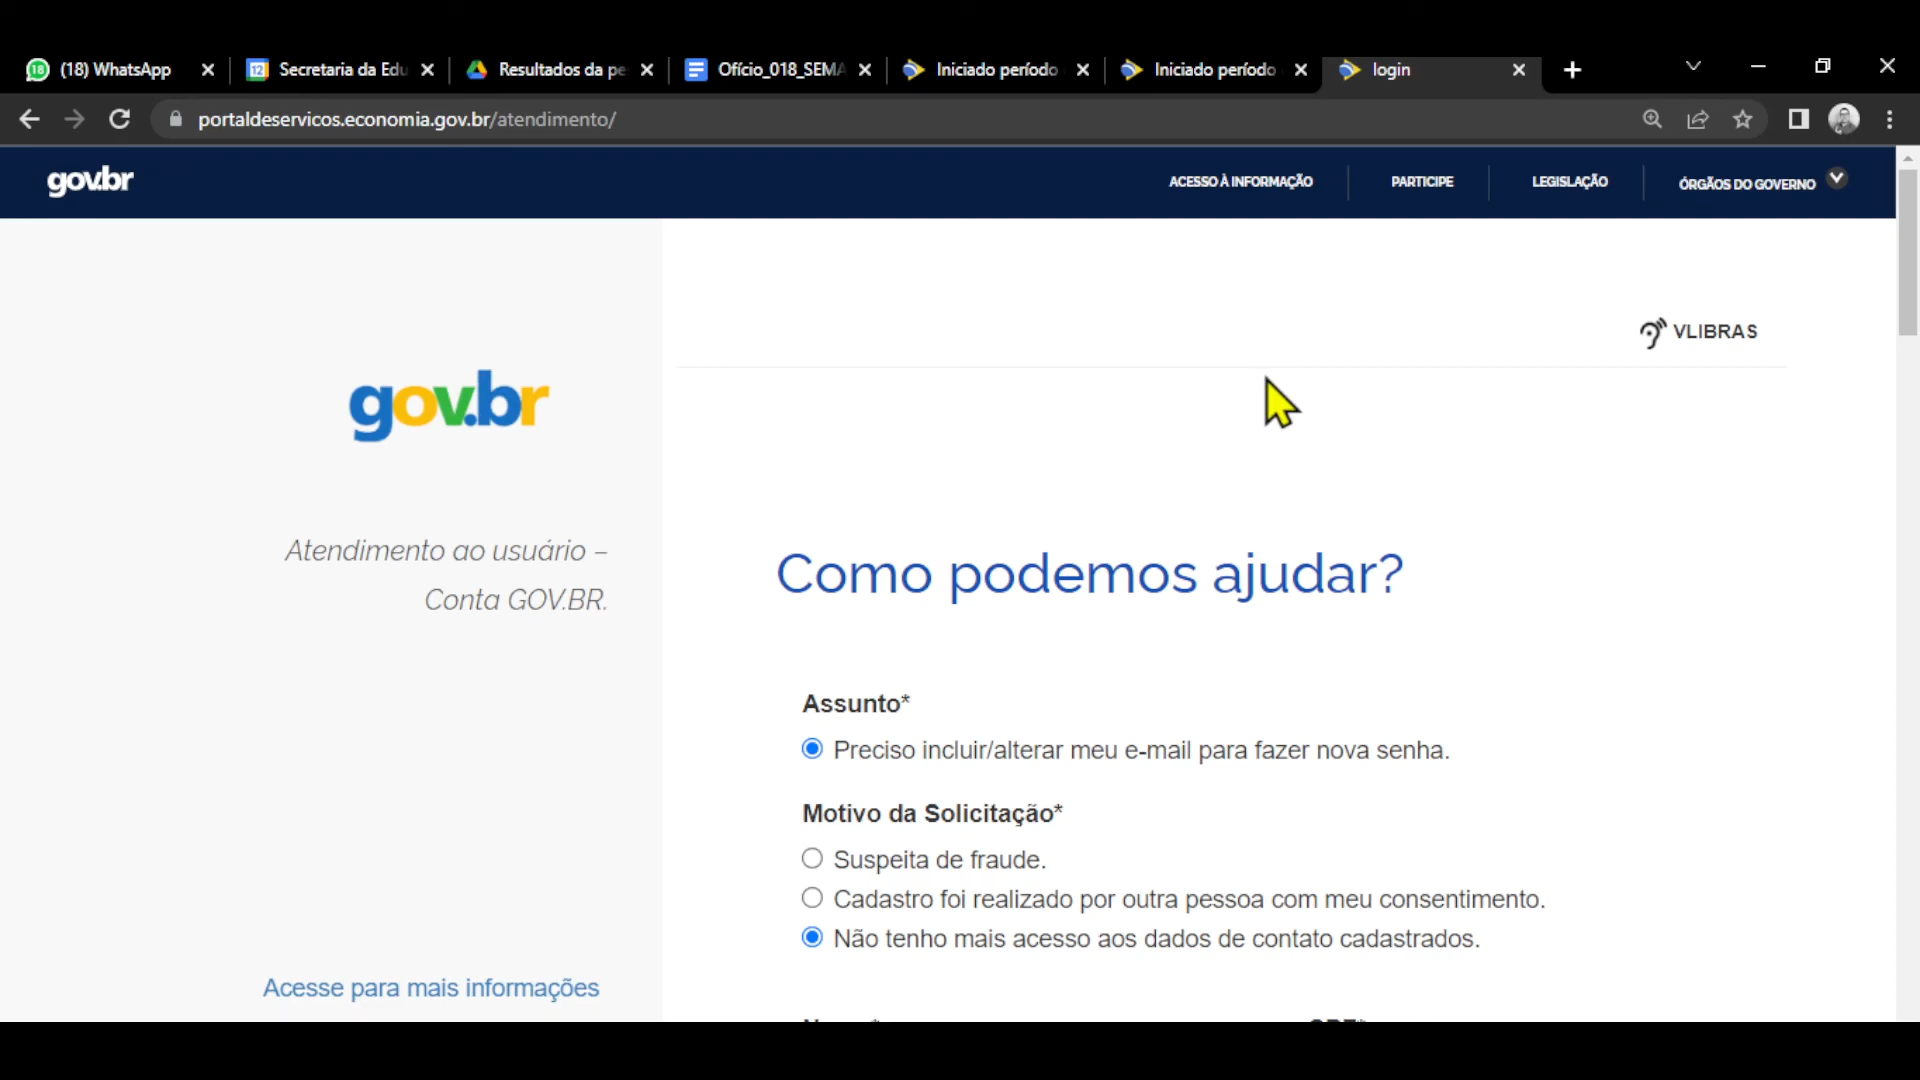 18 (18) WhatsApp
12 Secretaria da Edu
Resultados da pe
Ofício_018_SEMA
Iniciado período
Iniciado período
login
portaldeservicos.economia.gov.br/atendimento/
gov.br
ACESSO À INFORMAÇÃO
PARTICIPE
LEGISLAÇÃO
ÓRGÃOS DO GOVERNO
VLIBRAS
gov.br
Atendimento ao usuário –
Conta GOV.BR.
Acesse para mais informações
Como podemos ajudar?
Assunto*
Preciso incluir/alterar meu e-mail para fazer nova senha.
Motivo da Solicitação*
Suspeita de fraude.
Cadastro foi realizado por outra pessoa com meu consentimento.
Não tenho mais acesso aos dados de contato cadastrados.